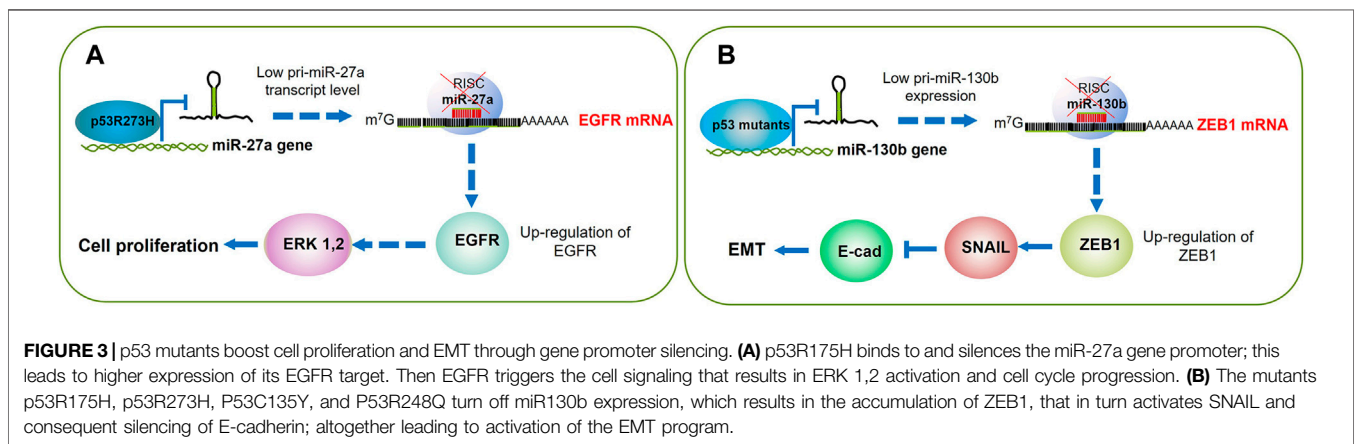 A
Low pri-miR-27a
transcript level
RISC
miR-27a
p53R273H
m⁷G
AAAAAA
EGFR mRNA
miR-27a gene
Cell proliferation
ERK 1,2
EGFR
Up-regulation of
EGFR
B
Low pri-miR-130b
expression
RISC
miR-130b
p53 mutants
m⁷G
AAAAAA
ZEB1 mRNA
miR-130b gene
EMT
E-cad
SNAIL
ZEB1
Up-regulation of
ZEB1
FIGURE 3 | p53 mutants boost cell proliferation and EMT through gene promoter silencing. (A) p53R175H binds to and silences the miR-27a gene promoter; this
leads to higher expression of its EGFR target. Then EGFR triggers the cell signaling that results in ERK 1,2 activation and cell cycle progression. (B) The mutants
p53R175H, p53R273H, P53C135Y, and P53R248Q turn off miR130b expression, which results in the accumulation of ZEB1, that in turn activates SNAIL and
consequent silencing of E-cadherin; altogether leading to activation of the EMT program.